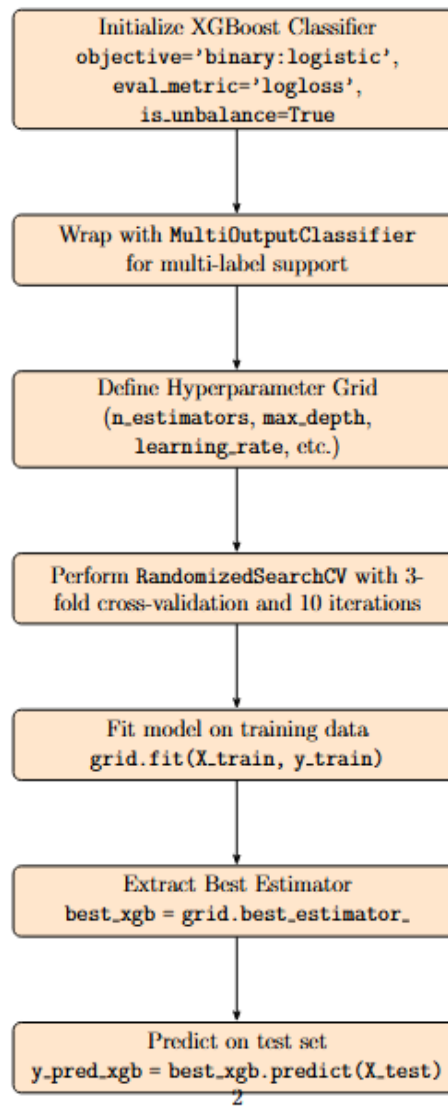 Initialize XGBoost Classifier
objective='binary:logistic',
eval_metric='logloss',
is_unbalance=True
Wrap with MultiOutputClassifier
for multi-label support
Define Hyperparameter Grid
(n_estimators, max_depth,
learning_rate, etc.)
Perform RandomizedSearchCV with 3-
fold cross-validation and 10 iterations
Fit model on training data
grid.fit(X_train, y_train)
Extract Best Estimator
best_xgb = grid.best_estimator_
Predict on test set
y_pred_xgb = best_xgb.predict(X_test)
2